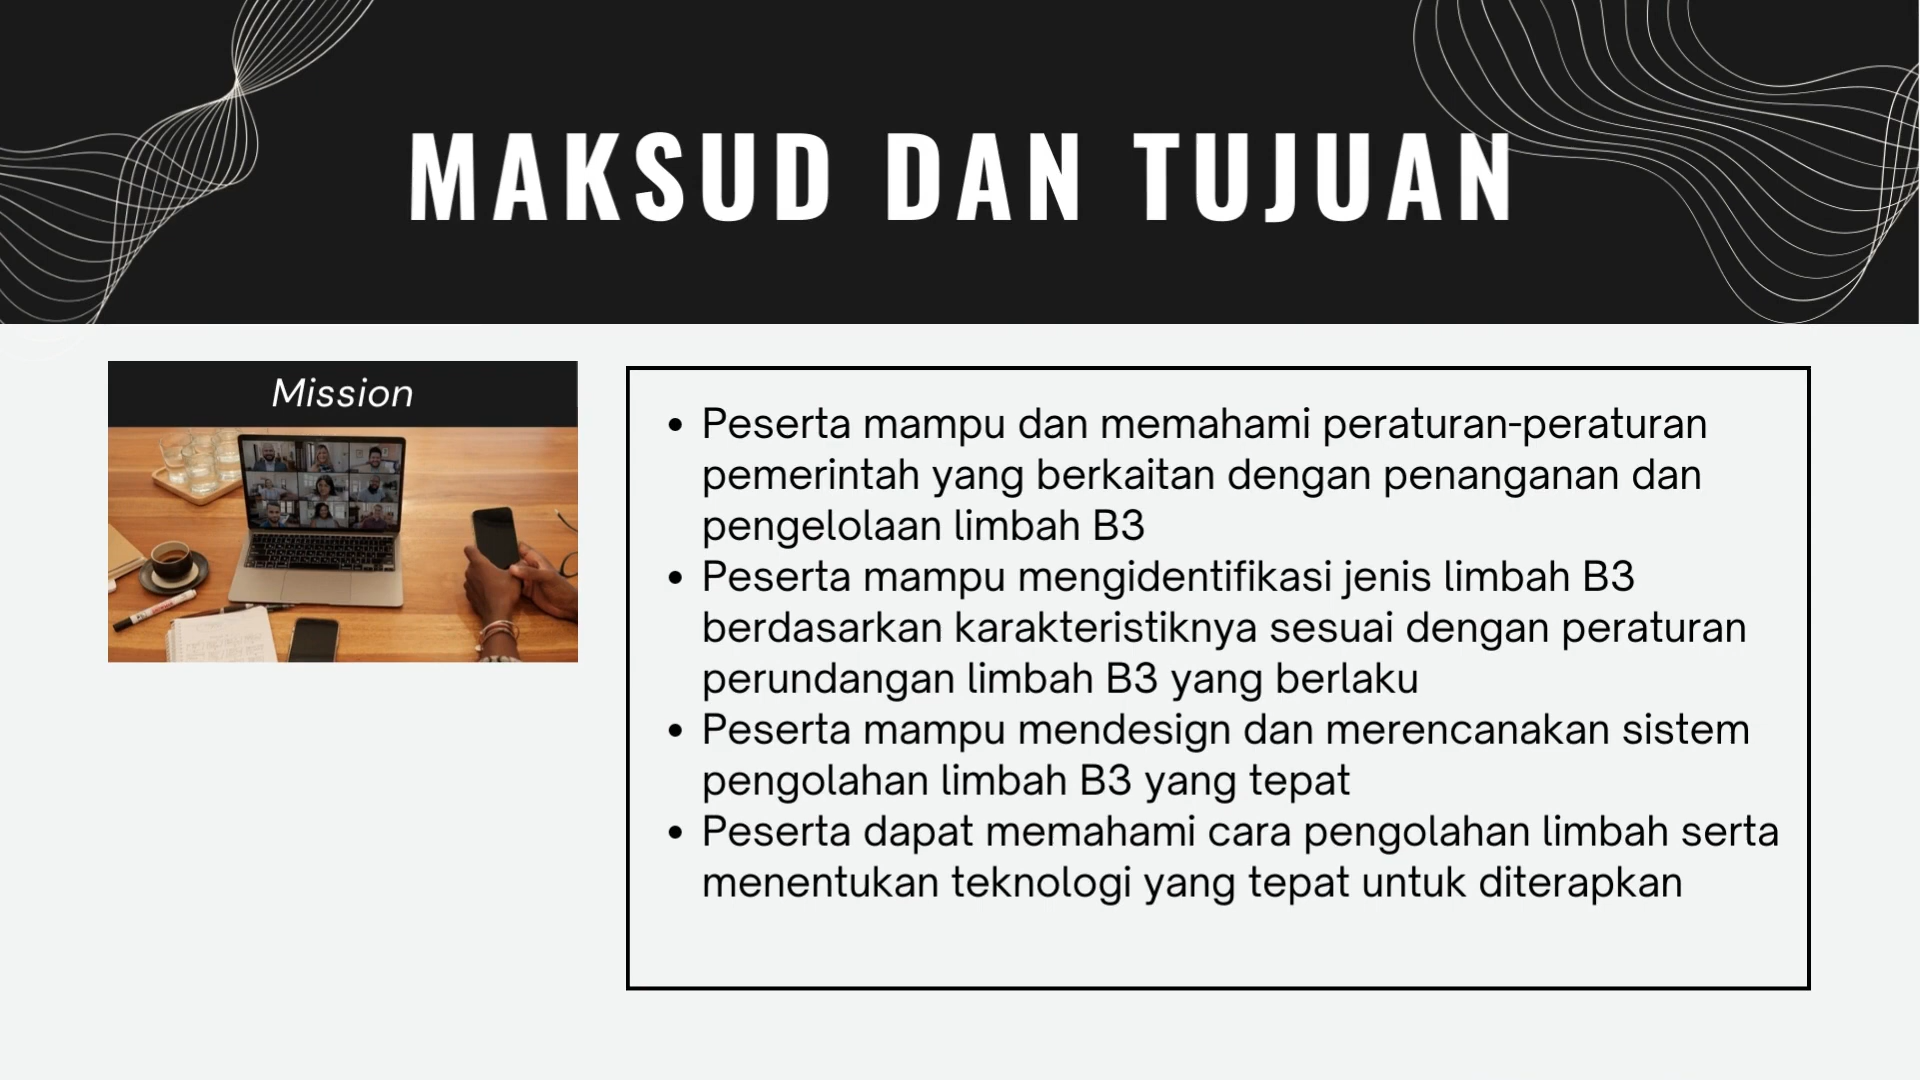 MAKSUD DAN TUJUAN
Mission
• Peserta mampu dan memahami peraturan-peraturan
pemerintah yang berkaitan dengan penanganan dan
pengelolaan limbah B3
• Peserta mampu mengidentifikasi jenis limbah B3
berdasarkan karakteristiknya sesuai dengan peraturan
perundangan limbah B3 yang berlaku
• Peserta mampu mendesign dan merencanakan sistem
pengolahan limbah B3 yang tepat
• Peserta dapat memahami cara pengolahan limbah serta
menentukan teknologi yang tepat untuk diterapkan